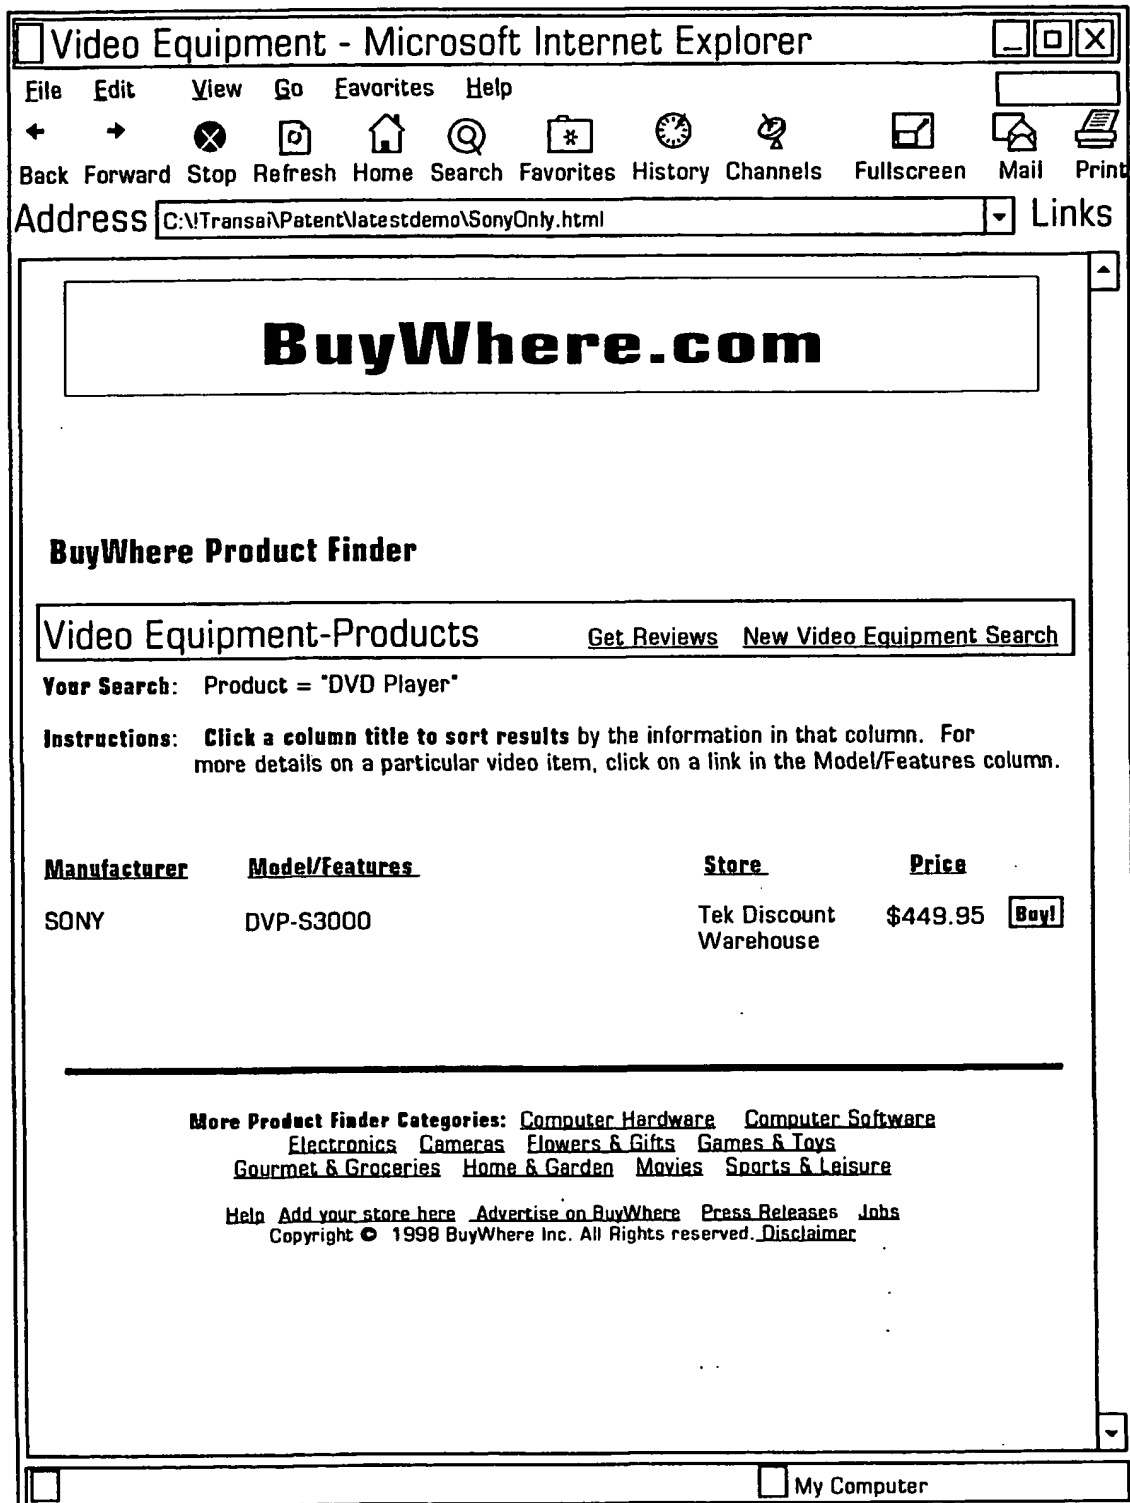 Video Equipment - Microsoft Internet Explorer
File Edit View Go Favorites Help
Back Forward Stop Refresh Home Search Favorites History Channels Fullscreen Mail Print
Address C:\!Transai\Patent\latestdemo\SonyOnly.html Links
BuyWhere.com
BuyWhere Product Finder
Video Equipment-Products Get Reviews New Video Equipment Search
Your Search: Product = "DVD Player"
Instructions: Click a column title to sort results by the information in that column. For
more details on a particular video item, click on a link in the Model/Features column.
Manufacturer Model/Features Store Price
SONY DVP-S3000 Tek Discount $449.95 Buy!
Warehouse
More Product Finder Categories: Computer Hardware Computer Software
Electronics Cameras Flowers & Gifts Games & Toys
Gourmet & Groceries Home & Garden Movies Sports & Leisure
Help Add your store here Advertise on BuyWhere Press Releases Jobs
Copyright © 1998 BuyWhere Inc. All Rights reserved. Disclaimer
My Computer